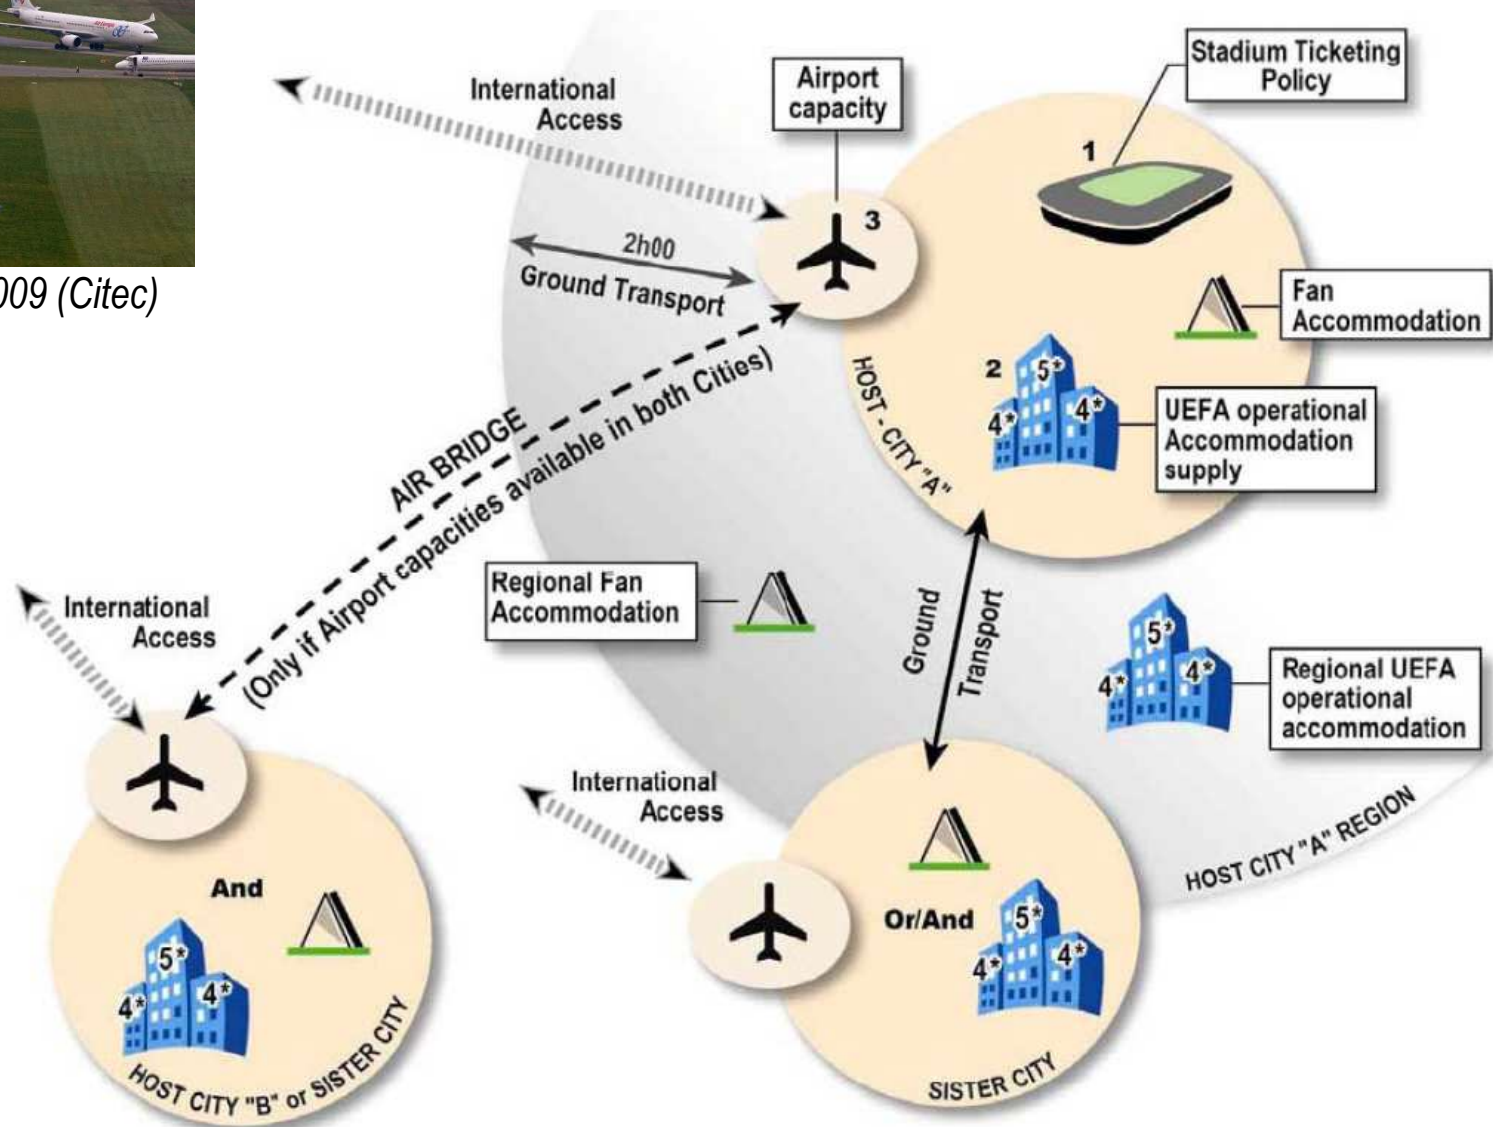 009 (Citec)
International
Access
Airport
capacity
Stadium Ticketing
Policy
1
3
2h00
Ground Transport
Fan
Accommodation
2
5*
4*
4*
UEFA operational
Accommodation
supply
HOST - CITY "A"
AIR BRIDGE
(Only if Airport capacities available in both Cities)
International
Access
Regional Fan
Accommodation
Ground
Transport
5*
4*
4*
Regional UEFA
operational
accommodation
HOST CITY "A" REGION
International
Access
And
5*
4*
4*
HOST CITY "B" or SISTER CITY
Or/And
5*
4*
4*
SISTER CITY